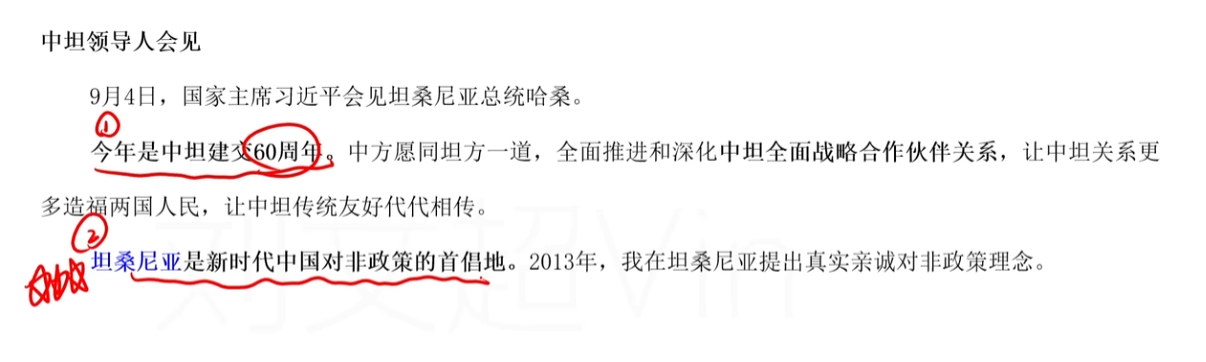 中坦领导人会见
9月4日，国家主席习近平会见坦桑尼亚总统哈桑。
①
今年是中坦建交60周年。中方愿同坦方一道，全面推进和深化中坦全面战略合作伙伴关系，让中坦关系更
多造福两国人民，让中坦传统友好代代相传。
②
坦桑尼亚是新时代中国对非政策的首倡地。2013年，我在坦桑尼亚提出真实亲诚对非政策理念。
刘文超Vin